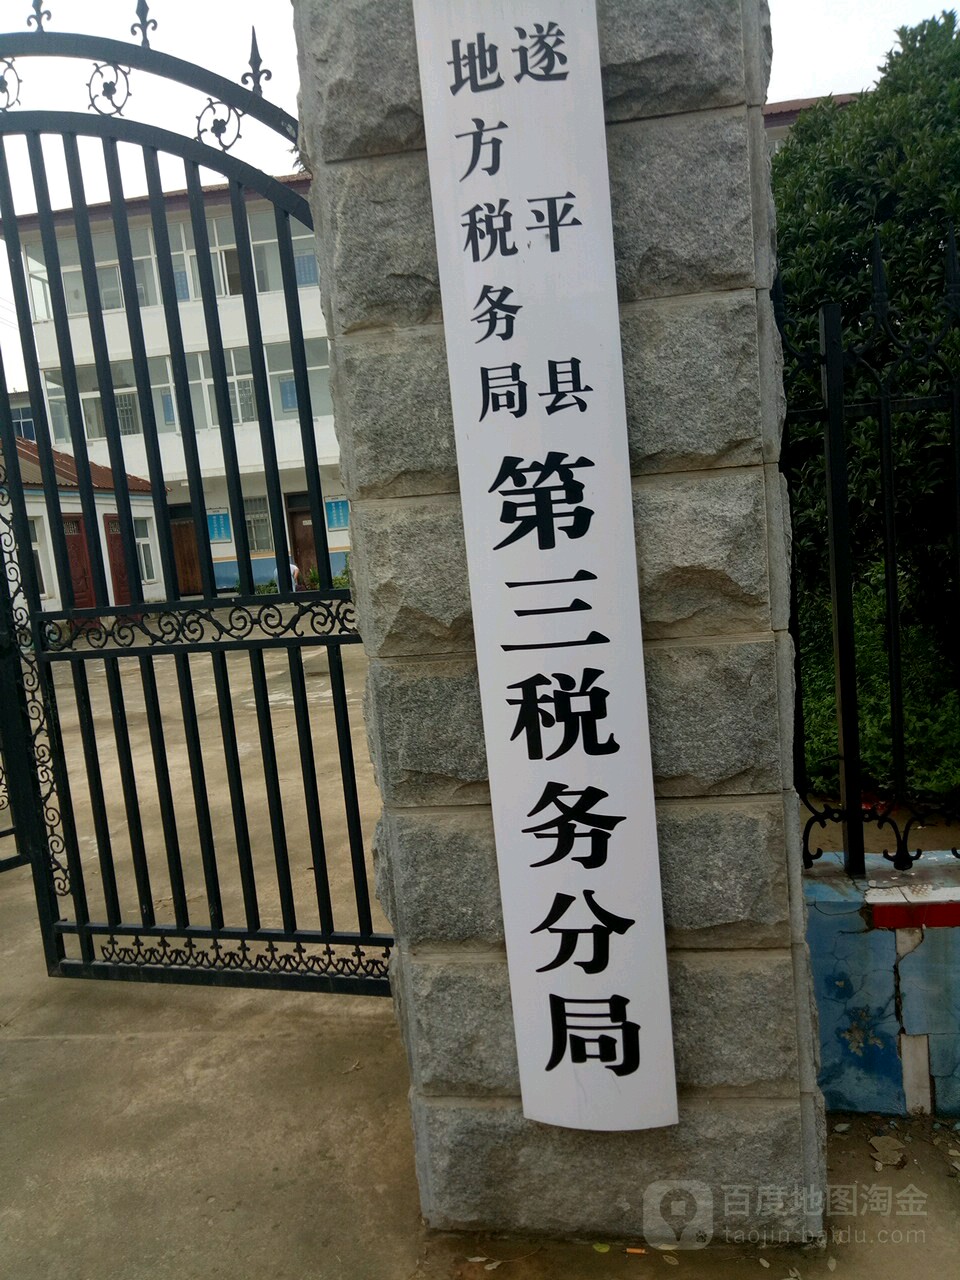 遂平县
地方税务局
第三税务分局
百度地图淘金
taojin.baidu.com